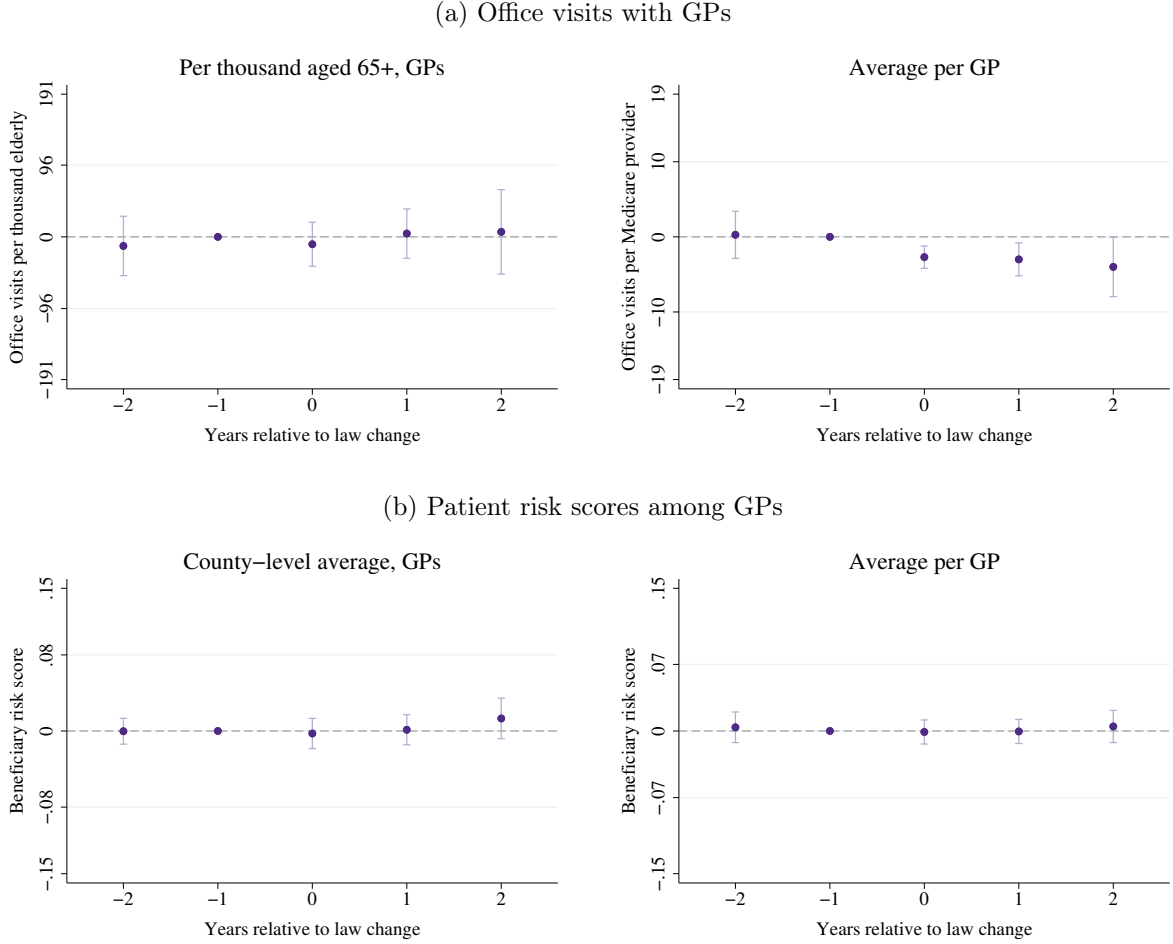 (a) Office visits with GPs
Per thousand aged 65+, GPs
Office visits per thousand elderly
191
96
0
−96
−191
−2
−1
0
1
2
Years relative to law change
Average per GP
Office visits per Medicare provider
19
10
0
−10
−19
−2
−1
0
1
2
Years relative to law change
(b) Patient risk scores among GPs
County−level average, GPs
Beneficiary risk score
.15
.08
0
−.08
−.15
−2
−1
0
1
2
Years relative to law change
Average per GP
Beneficiary risk score
.15
.07
0
−.07
−.15
−2
−1
0
1
2
Years relative to law change